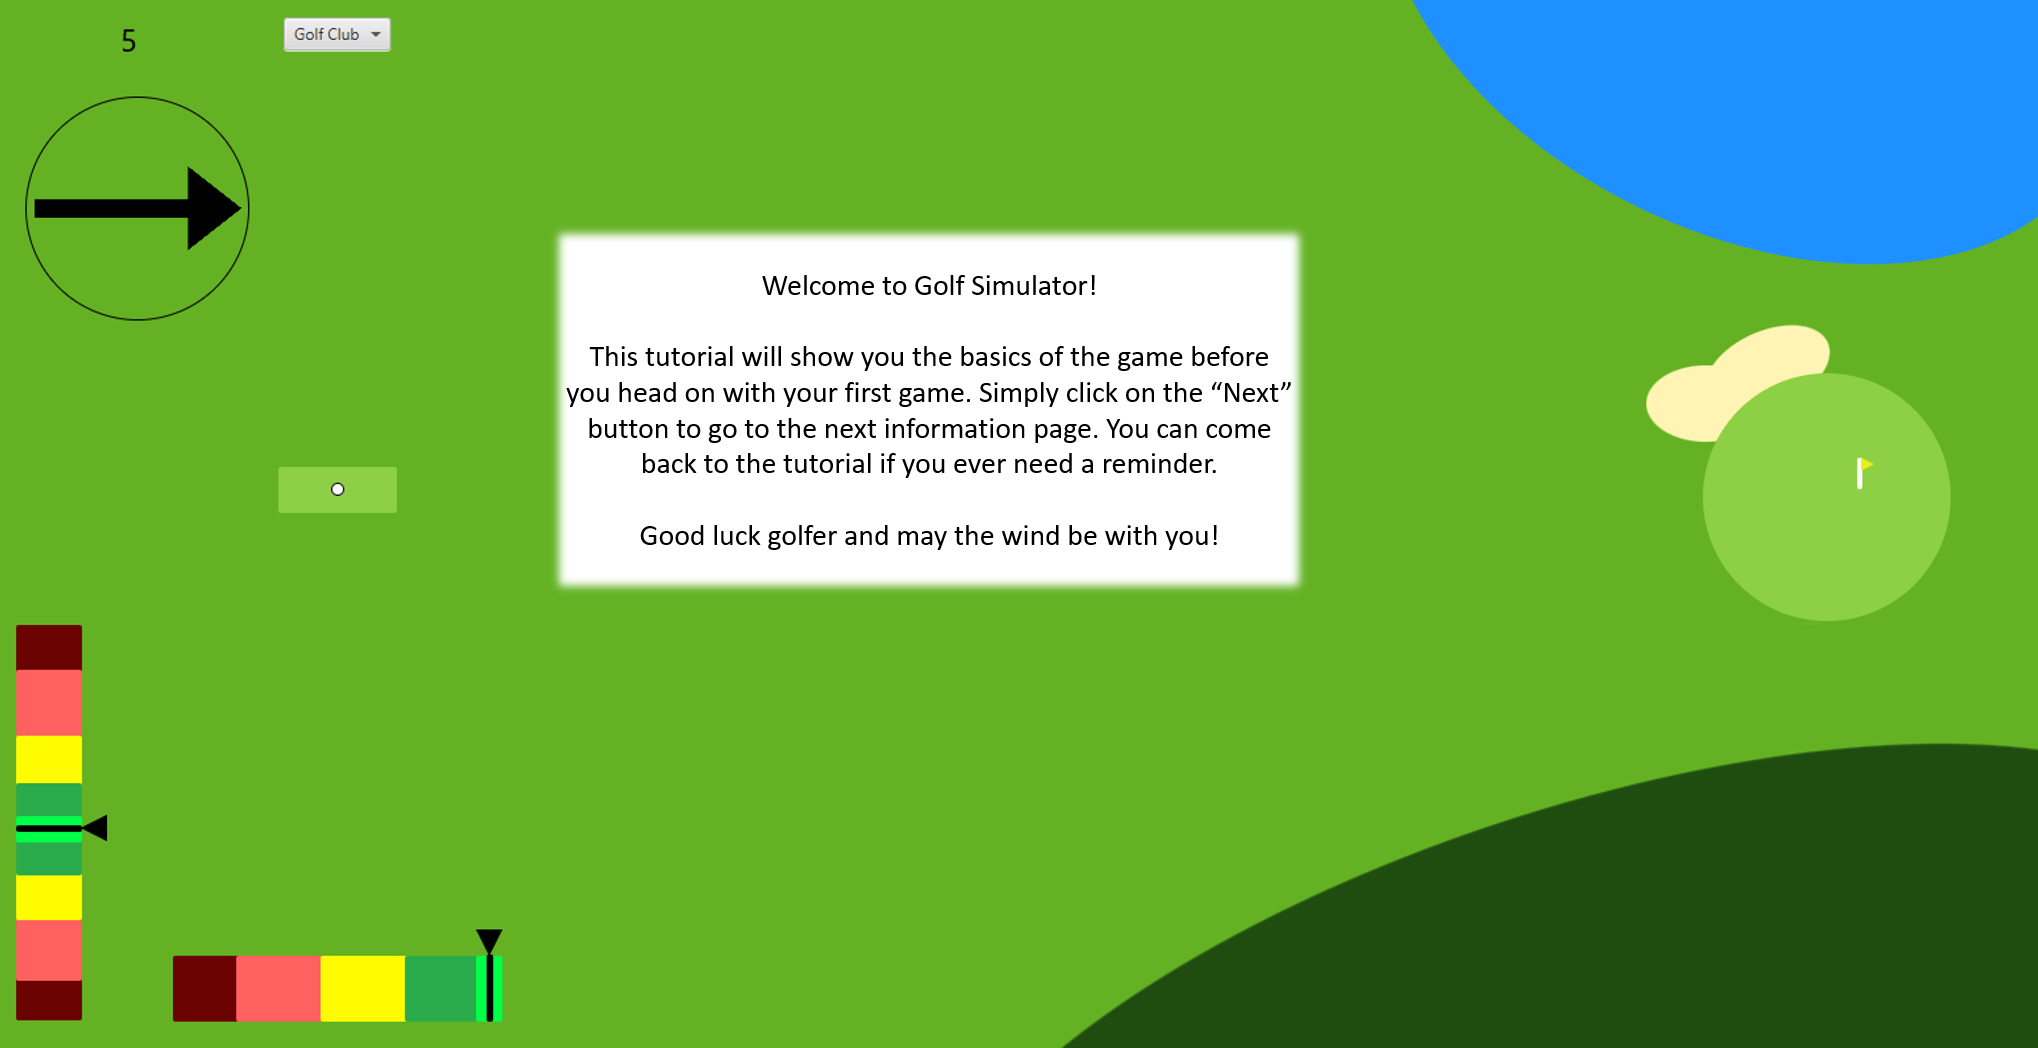 5
Golf Club
Welcome to Golf Simulator!
This tutorial will show you the basics of the game before
you head on with your first game. Simply click on the “Next”
button to go to the next information page. You can come
back to the tutorial if you ever need a reminder.
Good luck golfer and may the wind be with you!